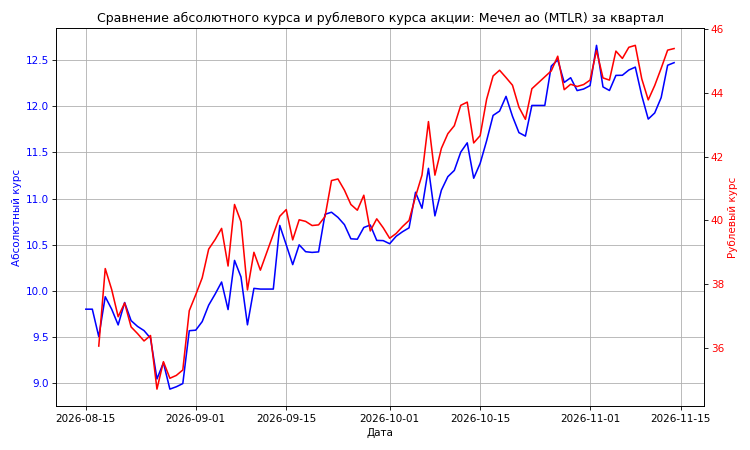 Сравнение абсолютного курса и рублевого курса акции: Мечел ао (MTLR) за квартал
Абсолютный курс
12.5
12.0
11.5
11.0
10.5
10.0
9.5
9.0
46
44
42
40
38
36
Рублевый курс
2026-08-15 2026-09-01 2026-09-15 2026-10-01 2026-10-15 2026-11-01 2026-11-15
Дата